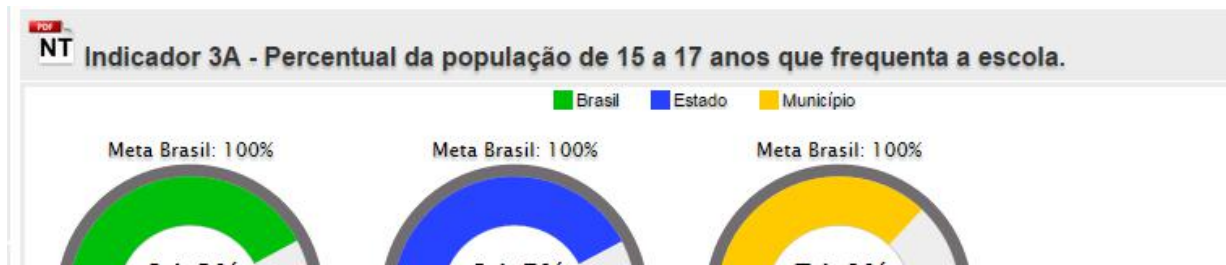 PDF
NT
Indicador 3A - Percentual da população de 15 a 17 anos que frequenta a escola.
Brasil Estado Município
Meta Brasil: 100% Meta Brasil: 100% Meta Brasil: 100%